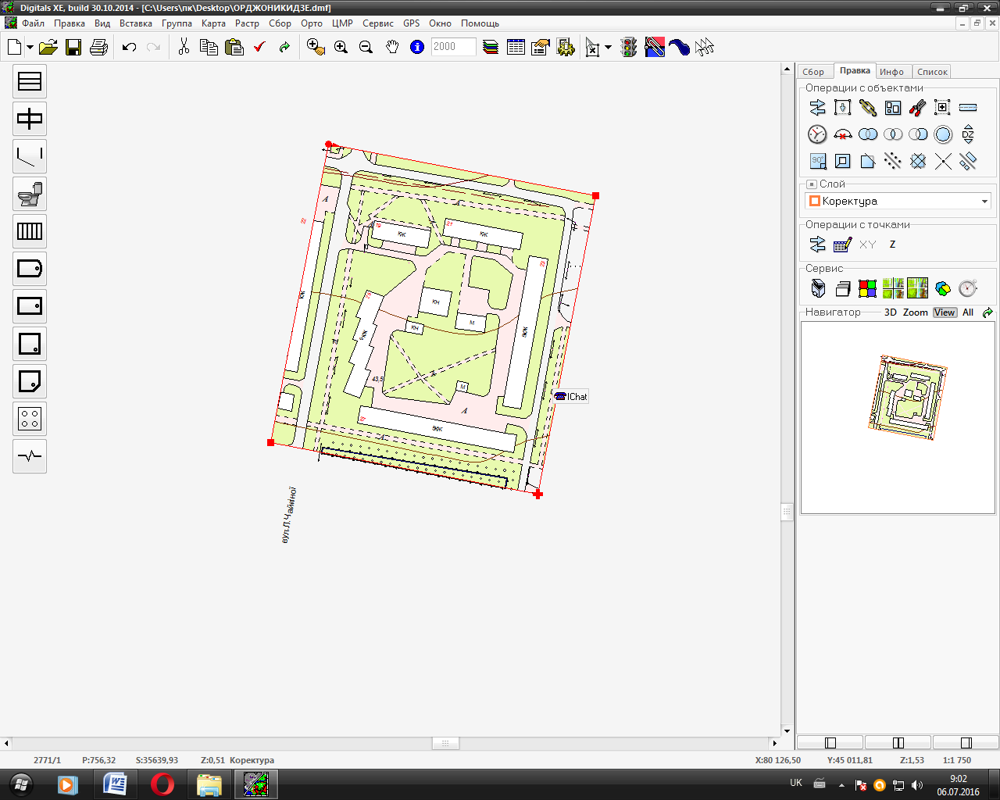 Digitals XE, build 30.10.2014 - [C:\Users\пк\Desktop\ОРДЖОНИКИДЗЕ.dmf]
Файл Правка Вид Вставка Группа Карта Растр Сбор Орто ЦМР Сервис GPS Окно Помощь
2000
Сбор Правка Инфо Список
Операции с объектами
DZ
90°
Слой
Коректура
Операции с точками
XY Z
Сервис
Навигатор 3D Zoom View All
А
КЖ
21
КЖ
КЖ
КН
М
КН
43,5
М
А
А
IChat
вул.Л.Чайкіної
2771/1 P:756,32 S:35639,93 Z:0,51 Коректура X:80 126,50 Y:45 011,81 Z:1,53 1:1 750
UK 9:02
06.07.2016